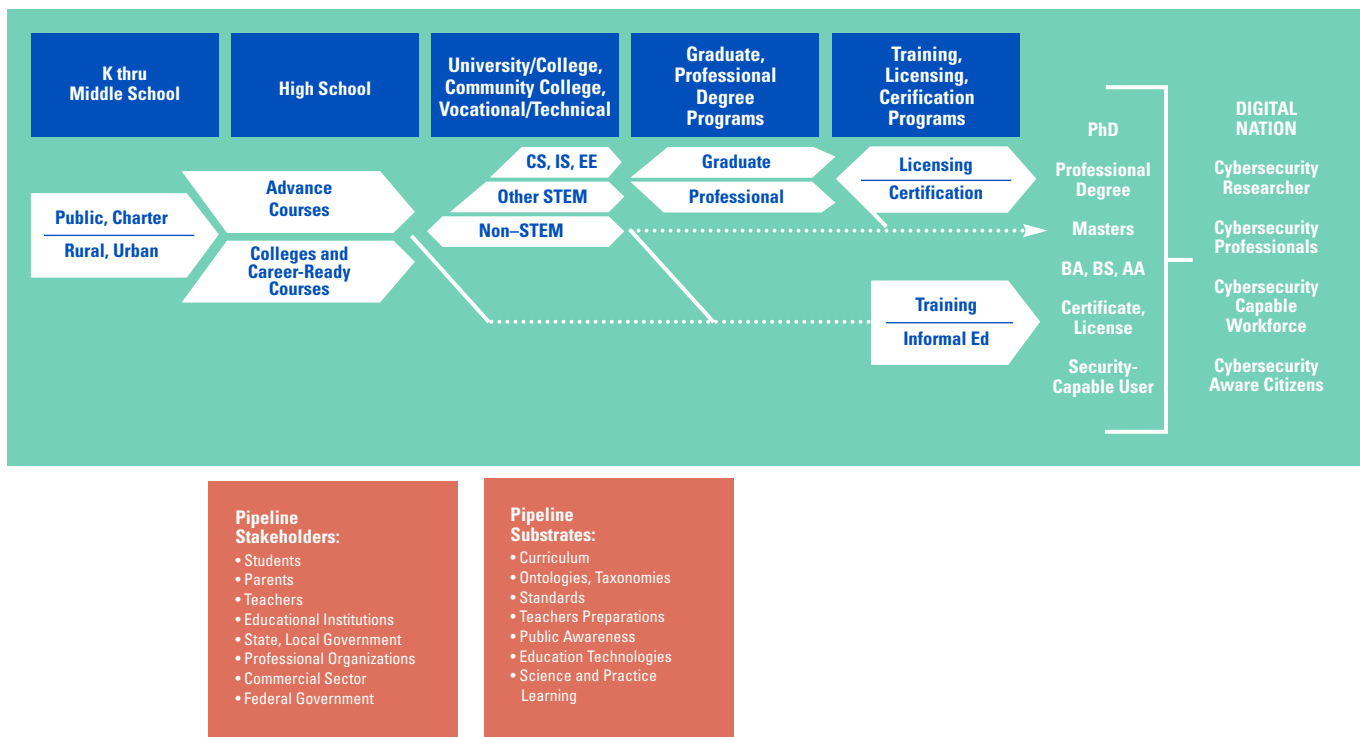 K thru
Middle School
High School
University/College,
Community College,
Vocational/Technical
Graduate,
Professional
Degree
Programs
Training,
Licensing,
Cerification
Programs
Public, Charter
Rural, Urban
Advance
Courses
Colleges and
Career-Ready
Courses
CS, IS, EE
Other STEM
Non–STEM
Graduate
Professional
Licensing
Certification
Training
Informal Ed
PhD
Professional
Degree
Masters
BA, BS, AA
Certificate,
License
Security-
Capable User
DIGITAL
NATION
Cybersecurity
Researcher
Cybersecurity
Professionals
Cybersecurity
Capable
Workforce
Cybersecurity
Aware Citizens
Pipeline
Stakeholders:
• Students
• Parents
• Teachers
• Educational Institutions
• State, Local Government
• Professional Organizations
• Commercial Sector
• Federal Government
Pipeline
Substrates:
• Curriculum
• Ontologies, Taxonomies
• Standards
• Teachers Preparations
• Public Awareness
• Education Technologies
• Science and Practice
Learning